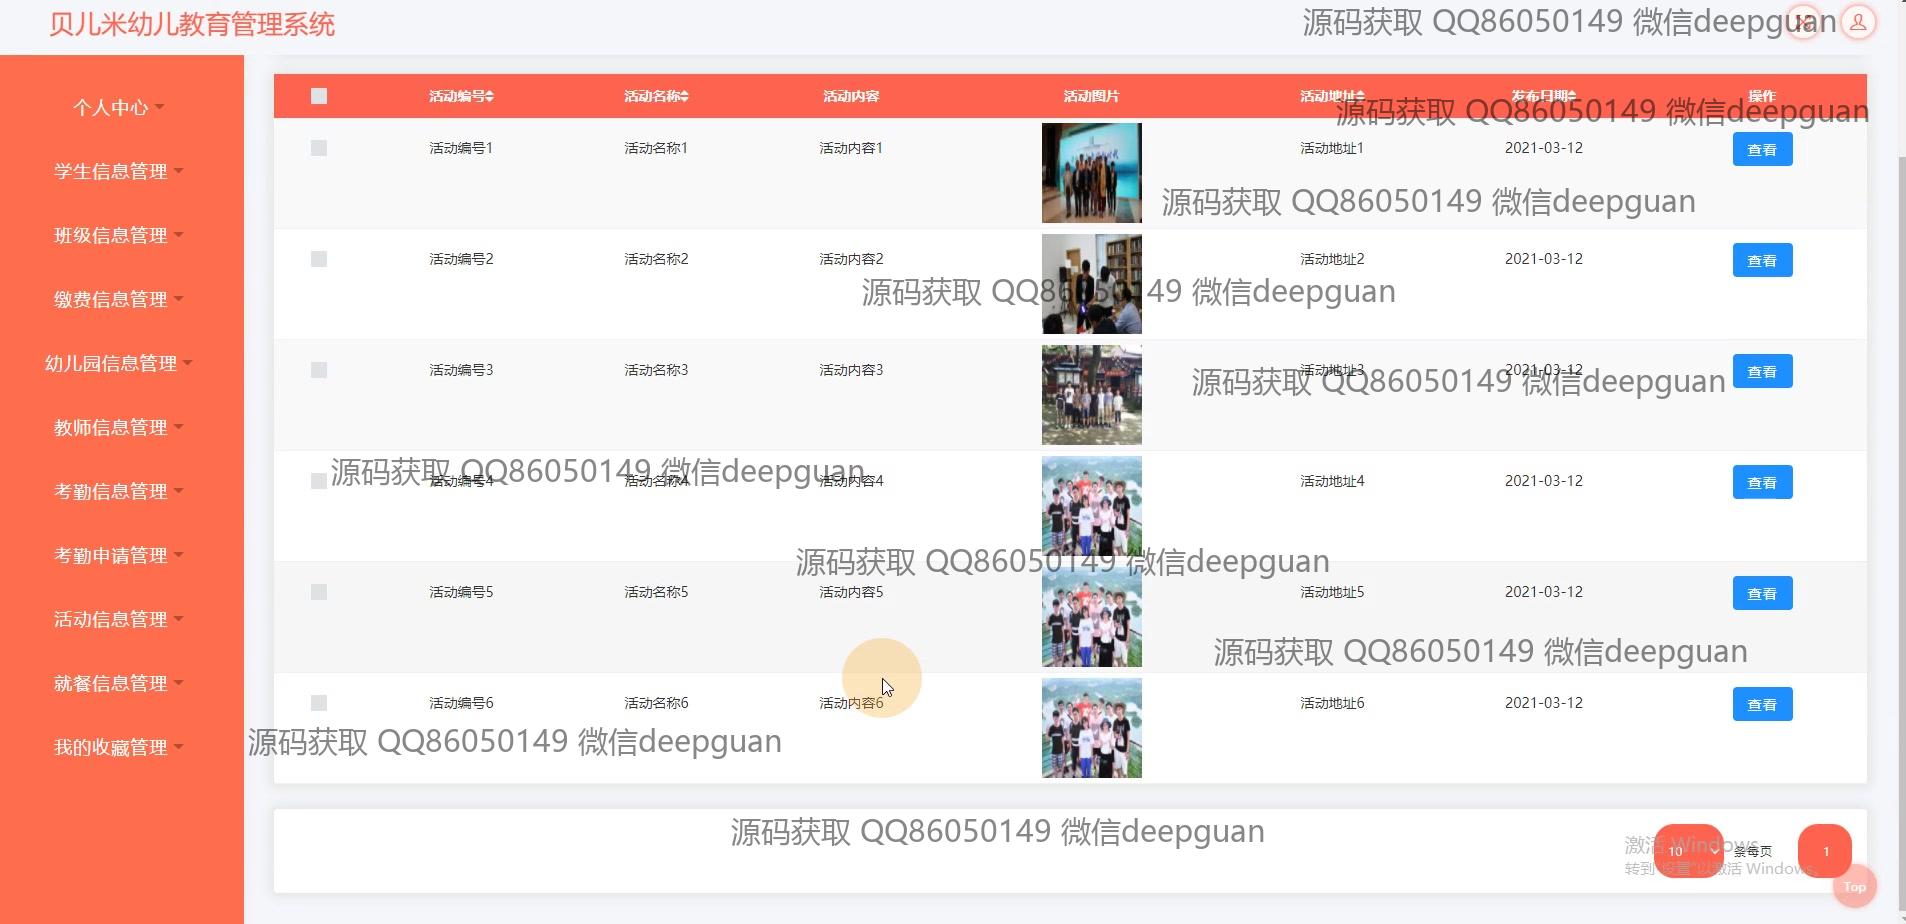 贝儿米幼儿教育管理系统
源码获取 QQ86050149 微信deepguan
个人中心
学生信息管理
班级信息管理
缴费信息管理
幼儿园信息管理
教师信息管理
考勤信息管理
考勤申请管理
活动信息管理
就餐信息管理
我的收藏管理
活动编号 活动名称 活动内容 活动图片 活动地址 发布日期 操作
源码获取 QQ86050149 微信deepguan
活动编号1 活动名称1 活动内容1 活动地址1 2021-03-12 查看
源码获取 QQ86050149 微信deepguan
活动编号2 活动名称2 活动内容2 活动地址2 2021-03-12 查看
源码获取 QQ86050149 微信deepguan
活动编号3 活动名称3 活动内容3 活动地址3 2021-03-12 查看
源码获取 QQ86050149 微信deepguan
源码获取 QQ86050149 微信deepguan
活动编号4 活动名称4 活动内容4 活动地址4 2021-03-12 查看
源码获取 QQ86050149 微信deepguan
活动编号5 活动名称5 活动内容5 活动地址5 2021-03-12 查看
源码获取 QQ86050149 微信deepguan
活动编号6 活动名称6 活动内容6 活动地址6 2021-03-12 查看
源码获取 QQ86050149 微信deepguan
源码获取 QQ86050149 微信deepguan
激活 Windows
10 条每页 1
转到"设置"以激活 Windows。
Top